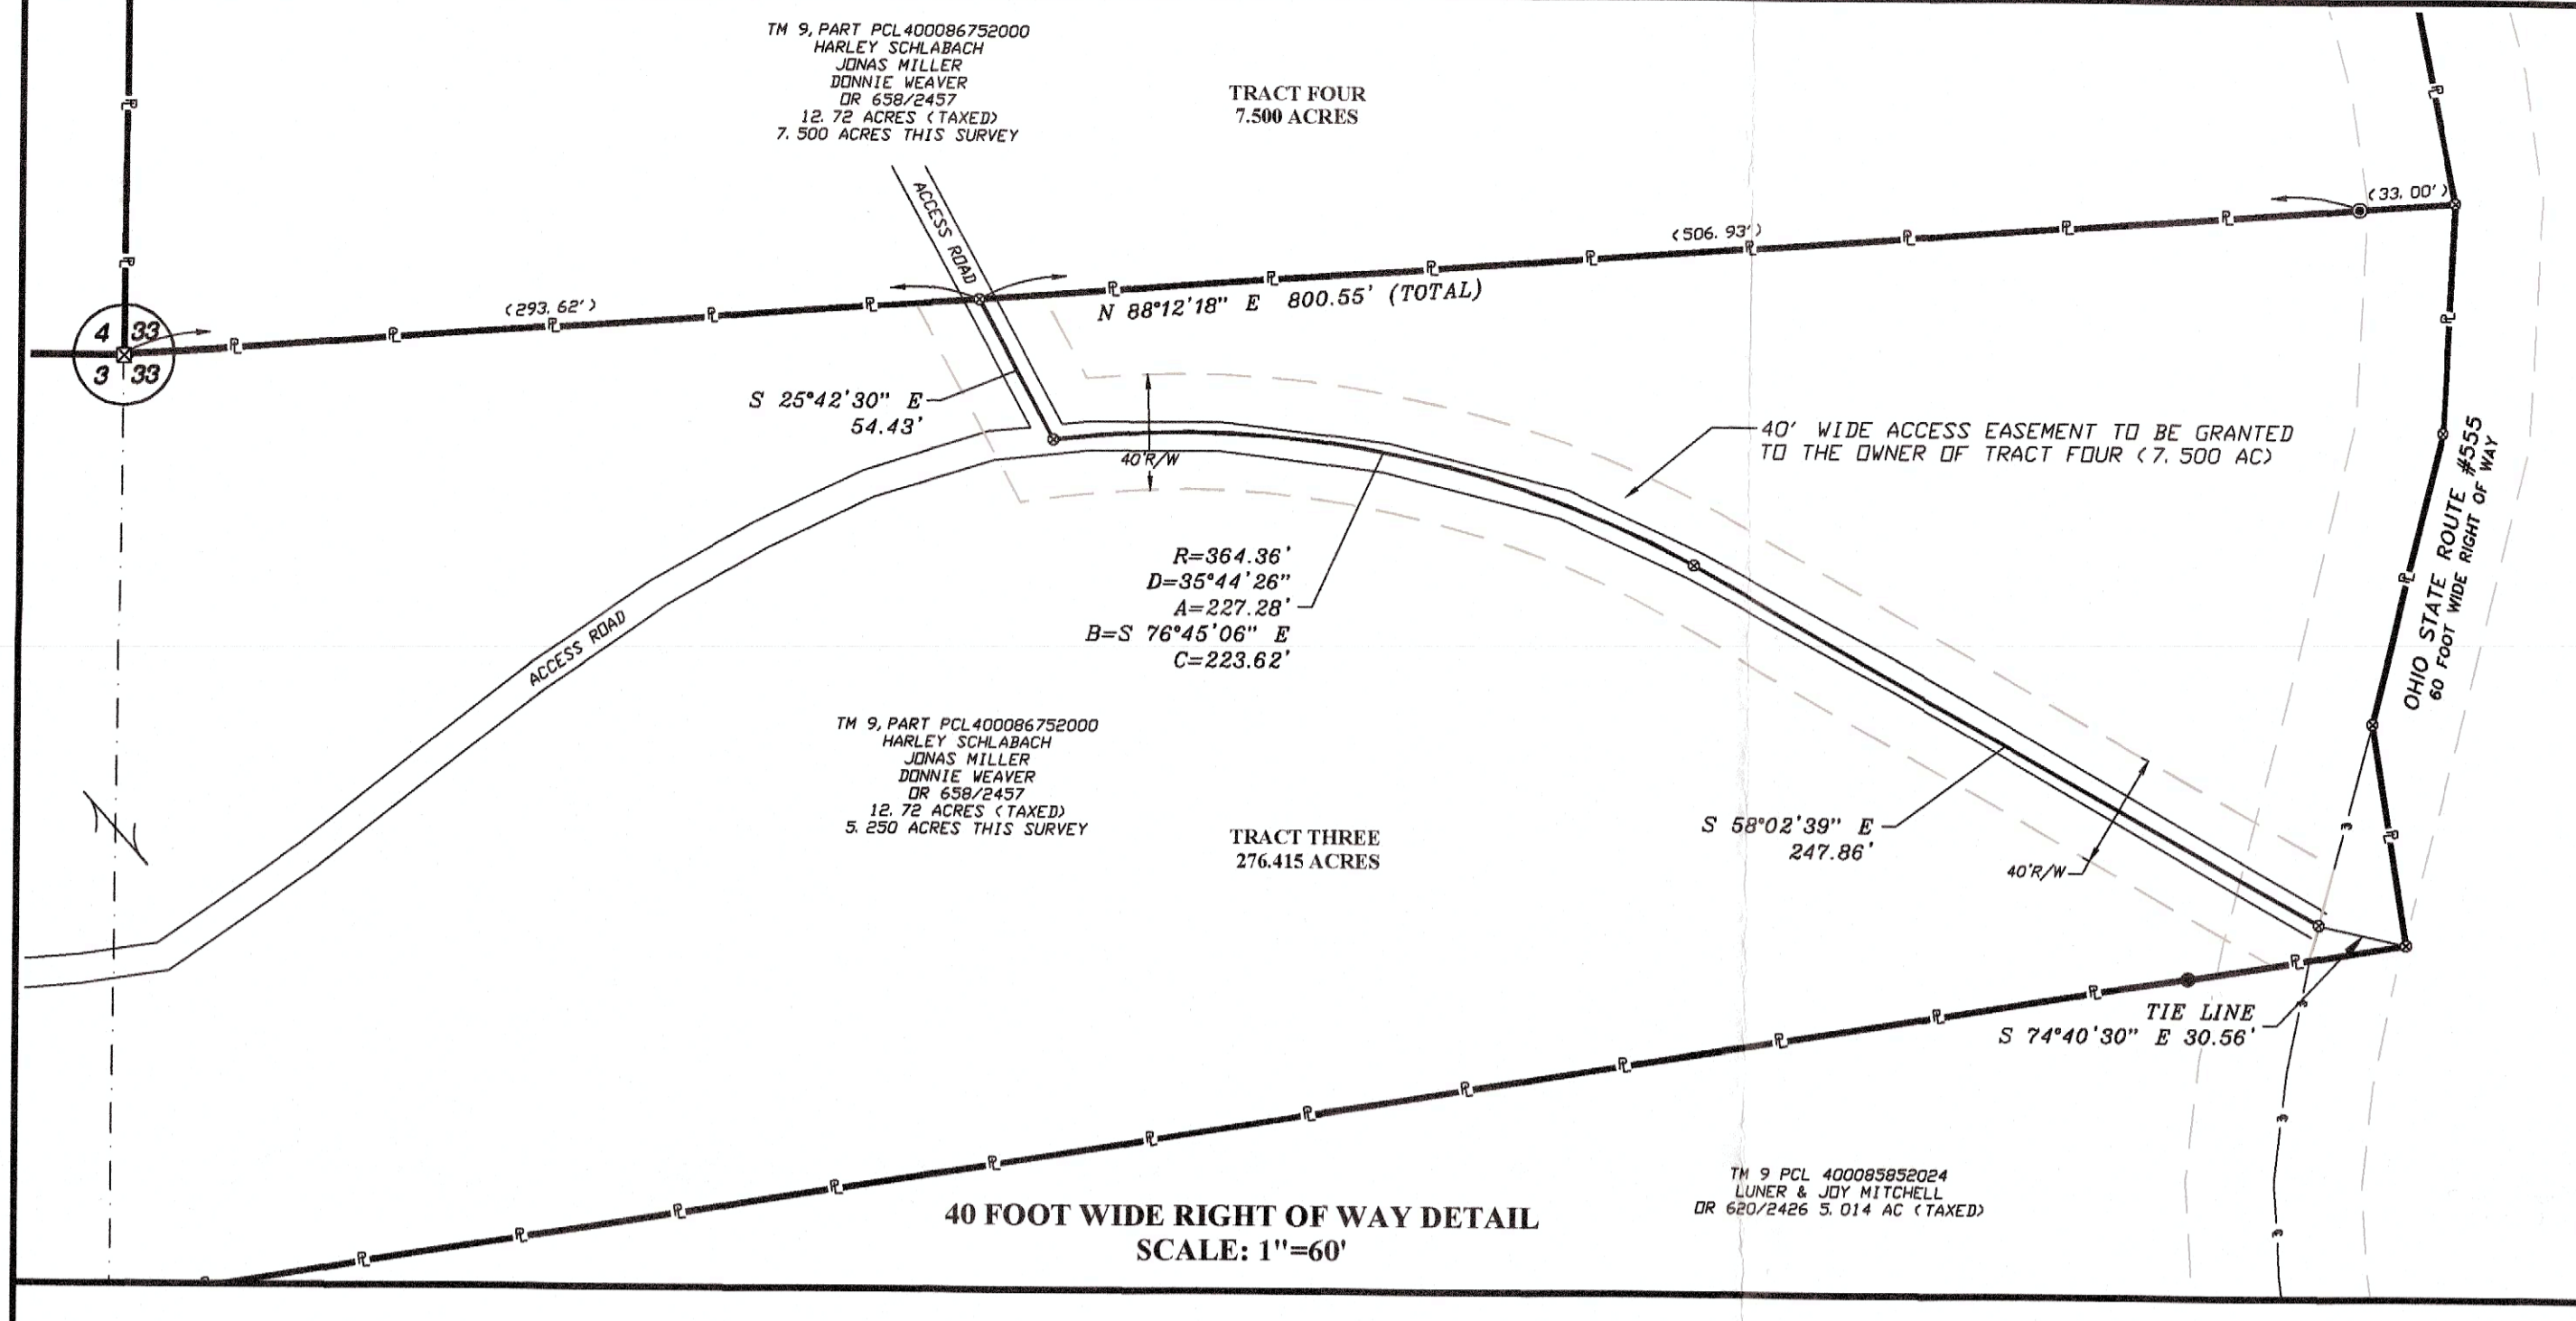 TM 9, PART PCL400086752000
HARLEY SCHLABACH
JONAS MILLER
DONNIE WEAVER
OR 658/2457
12.72 ACRES (TAXED)
7.500 ACRES THIS SURVEY
TRACT FOUR
7.500 ACRES
ACCESS ROAD
(33.00')
(506.93')
(293.62')
N 88°12'18" E 800.55' (TOTAL)
4 33
3 33
S 25°42'30" E
54.43'
40'R/W
40' WIDE ACCESS EASEMENT TO BE GRANTED
TO THE OWNER OF TRACT FOUR (7.500 AC)
OHIO STATE ROUTE #555
60 FOOT WIDE RIGHT OF WAY
R=364.36'
D=35°44'26"
A=227.28'
B=S 76°45'06" E
C=223.62'
ACCESS ROAD
TM 9, PART PCL400086752000
HARLEY SCHLABACH
JONAS MILLER
DONNIE WEAVER
OR 658/2457
12.72 ACRES (TAXED)
5.250 ACRES THIS SURVEY
TRACT THREE
276.415 ACRES
S 58°02'39" E
247.86'
40'R/W
TIE LINE
S 74°40'30" E 30.56'
TM 9 PCL 400085852024
LUNER & JOY MITCHELL
OR 620/2426 5.014 AC (TAXED)
40 FOOT WIDE RIGHT OF WAY DETAIL
SCALE: 1"=60'